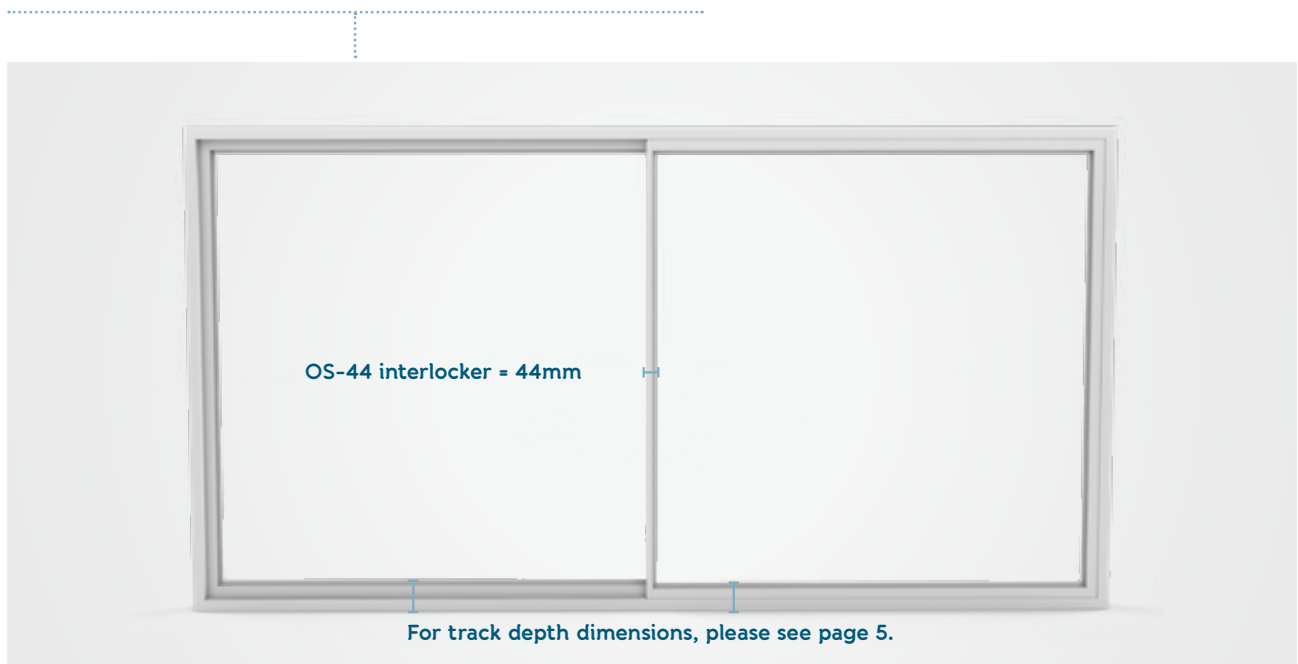 OS-44 interlocker = 44mm
For track depth dimensions, please see page 5.